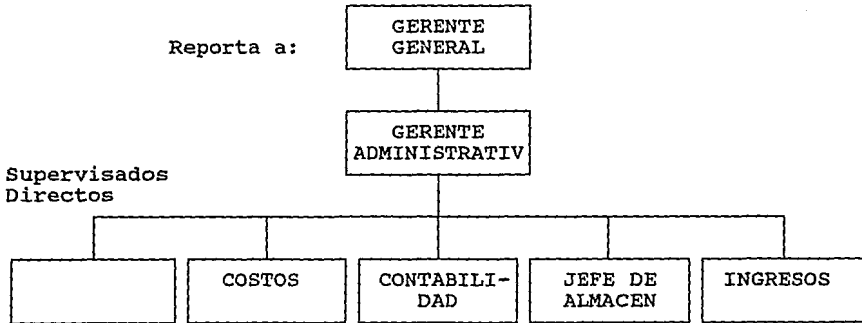 GERENTE
GENERAL
Reporta a:
GERENTE
ADMINISTRATIV
Supervisados
Directos
COSTOS
CONTABILI-
DAD
JEFE DE
ALMACEN
INGRESOS